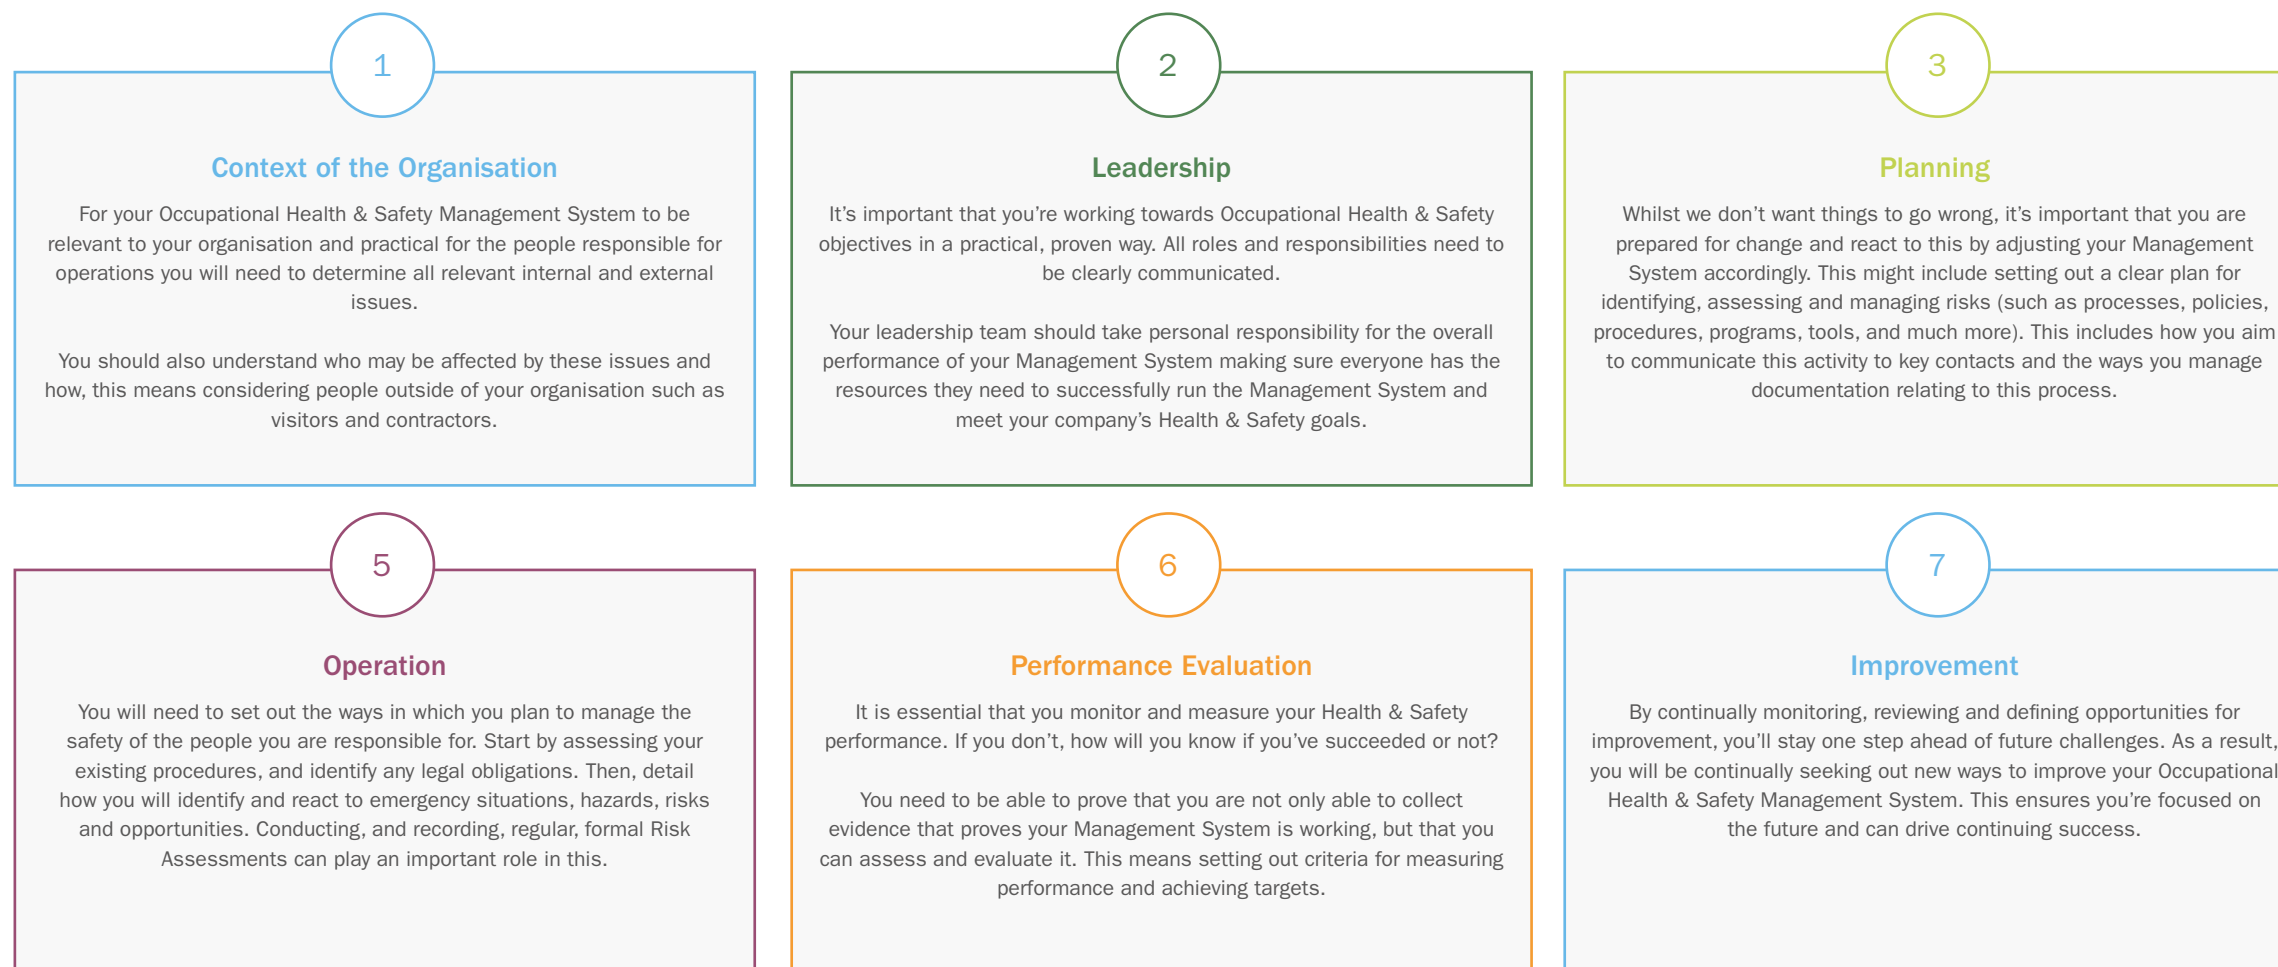 1
Context of the Organisation
For your Occupational Health & Safety Management System to be
relevant to your organisation and practical for the people responsible for
operations you will need to determine all relevant internal and external
issues.
You should also understand who may be affected by these issues and
how, this means considering people outside of your organisation such as
visitors and contractors.
2
Leadership
It’s important that you’re working towards Occupational Health & Safety
objectives in a practical, proven way. All roles and responsibilities need to
be clearly communicated.
Your leadership team should take personal responsibility for the overall
performance of your Management System making sure everyone has the
resources they need to successfully run the Management System and
meet your company’s Health & Safety goals.
3
Planning
Whilst we don’t want things to go wrong, it’s important that you are
prepared for change and react to this by adjusting your Management
System accordingly. This might include setting out a clear plan for
identifying, assessing and managing risks (such as processes, policies,
procedures, programs, tools, and much more). This includes how you aim
to communicate this activity to key contacts and the ways you manage
documentation relating to this process.
5
Operation
You will need to set out the ways in which you plan to manage the
safety of the people you are responsible for. Start by assessing your
existing procedures, and identify any legal obligations. Then, detail
how you will identify and react to emergency situations, hazards, risks
and opportunities. Conducting, and recording, regular, formal Risk
Assessments can play an important role in this.
6
Performance Evaluation
It is essential that you monitor and measure your Health & Safety
performance. If you don’t, how will you know if you’ve succeeded or not?
You need to be able to prove that you are not only able to collect
evidence that proves your Management System is working, but that you
can assess and evaluate it. This means setting out criteria for measuring
performance and achieving targets.
7
Improvement
By continually monitoring, reviewing and defining opportunities for
improvement, you’ll stay one step ahead of future challenges. As a result,
you will be continually seeking out new ways to improve your Occupational
Health & Safety Management System. This ensures you’re focused on
the future and can drive continuing success.